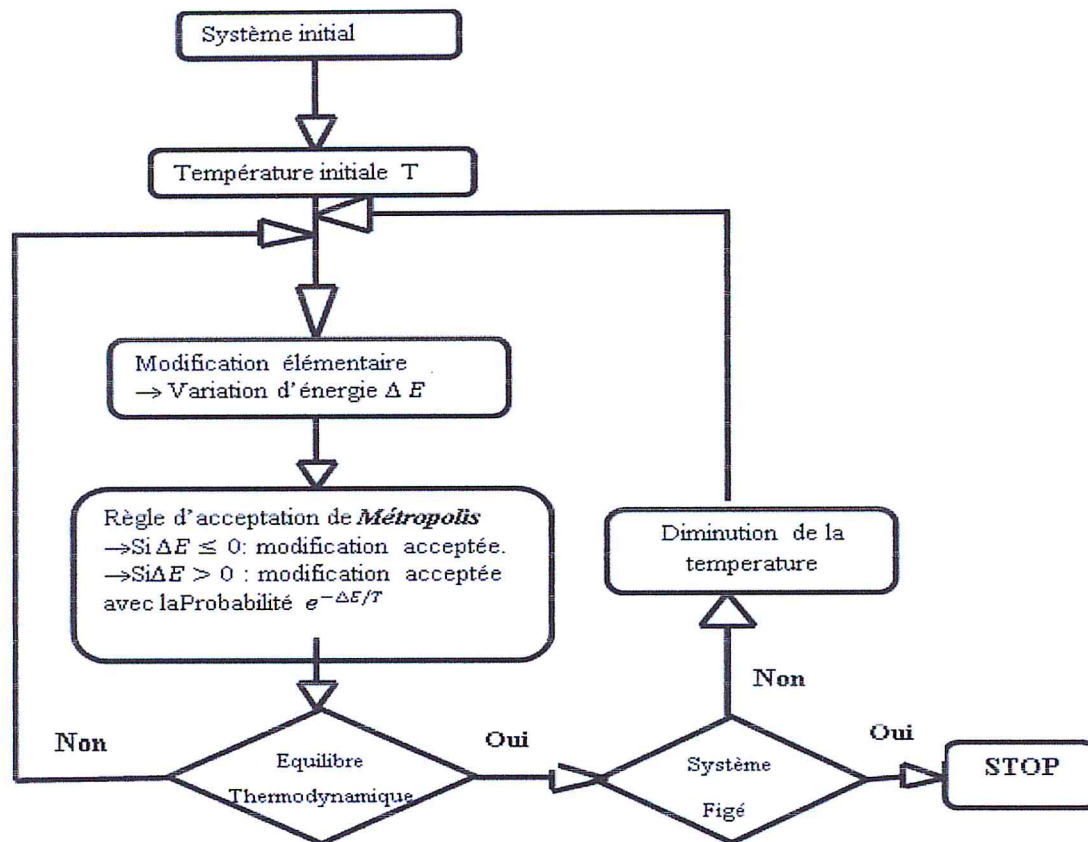 Système initial
Température initiale T
Modification élémentaire
→ Variation d'énergie Δ E
Règle d'acceptation de Métropolis
→Si ΔE ≤ 0: modification acceptée.
→SiΔE > 0 : modification acceptée
avec laProbabilité e^{-ΔE/T}
Diminution de la
temperature
Non
Non
Oui
Oui
Equilibre
Thermodynamique
Système
Figé
STOP